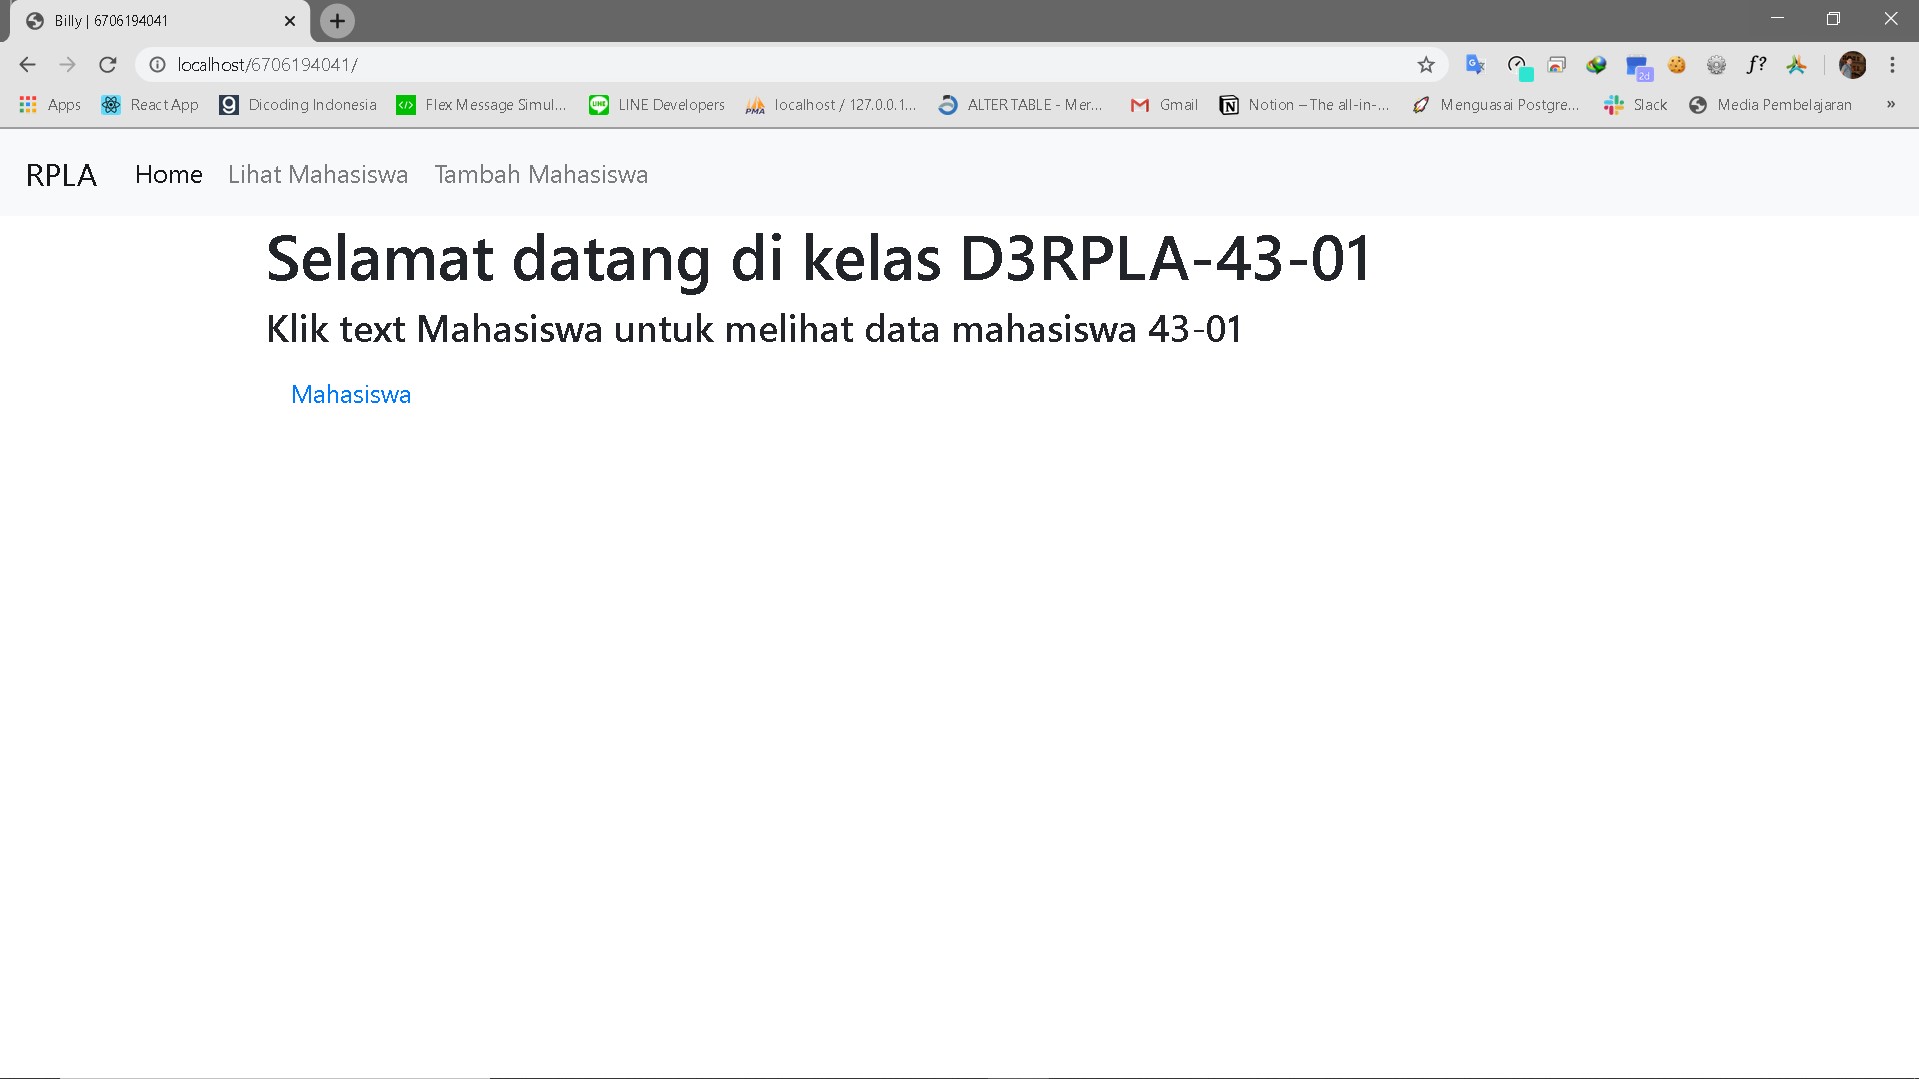 Billy | 6706194041
localhost/6706194041/
2d
f?
Apps React App Dicoding Indonesia Flex Message Simul... LINE Developers localhost / 127.0.0.1... ALTER TABLE - Mer... Gmail Notion – The all-in-... Menguasai Postgre... Slack Media Pembelajaran »
RPLA Home Lihat Mahasiswa Tambah Mahasiswa
Selamat datang di kelas D3RPLA-43-01
Klik text Mahasiswa untuk melihat data mahasiswa 43-01
Mahasiswa